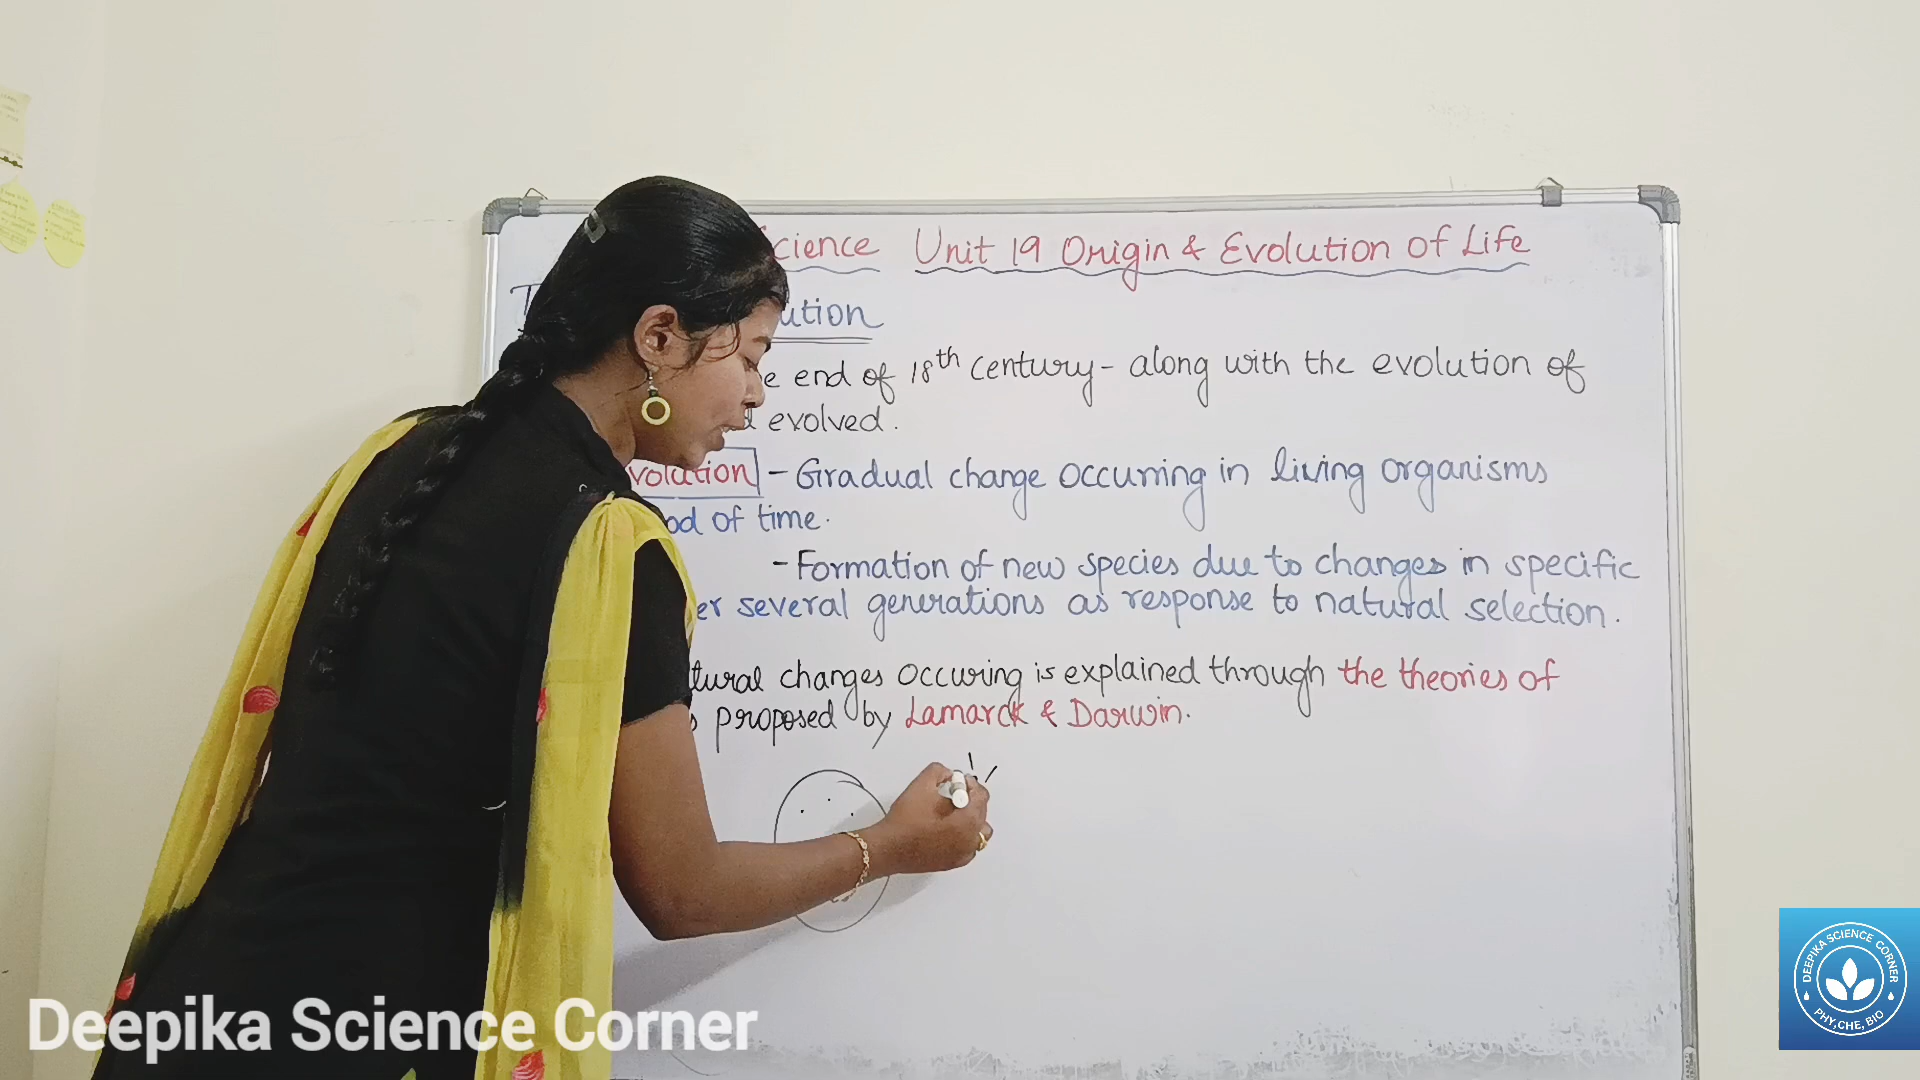 Science Unit 19 Origin & Evolution of Life
ution
end of 18th century - along with the evolution of
evolved.
volution - Gradual change occurring in living organisms
od of time.
- Formation of new species due to changes in specific
er several generations as response to natural selection.
tural changes occuring is explained through the theories of
proposed by Lamarck & Darwin.
Deepika Science Corner
DEEPIKA SCIENCE CORNER
PHY, CHE, BIO